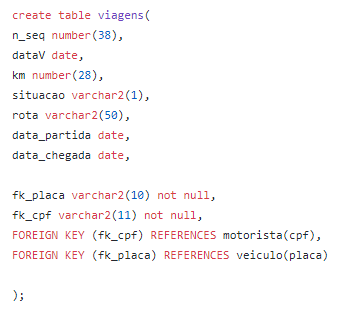 create table viagens(
n_seq number(38),
dataV date,
km number(28),
situacao varchar2(1),
rota varchar2(50),
data_partida date,
data_chegada date,
fk_placa varchar2(10) not null,
fk_cpf varchar2(11) not null,
FOREIGN KEY (fk_cpf) REFERENCES motorista(cpf),
FOREIGN KEY (fk_placa) REFERENCES veiculo(placa)
);